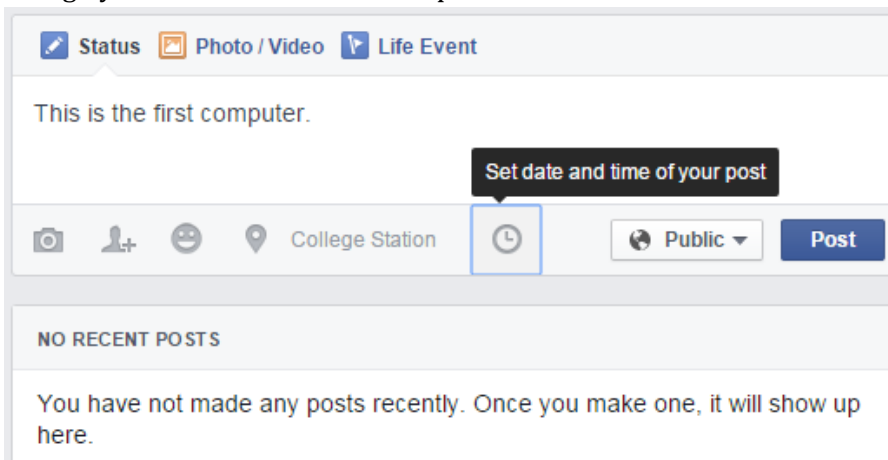 Status Photo / Video Life Event
This is the first computer.
Set date and time of your post
College Station Public Post
NO RECENT POSTS
You have not made any posts recently. Once you make one, it will show up
here.